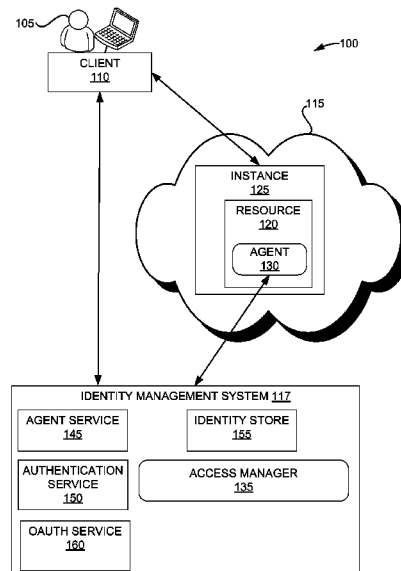 105
CLIENT
110
100
115
INSTANCE
125
RESOURCE
120
AGENT
130
IDENTITY MANAGEMENT SYSTEM 117
AGENT SERVICE
145
IDENTITY STORE
155
AUTHENTICATION
SERVICE
150
ACCESS MANAGER
135
OAUTH SERVICE
160